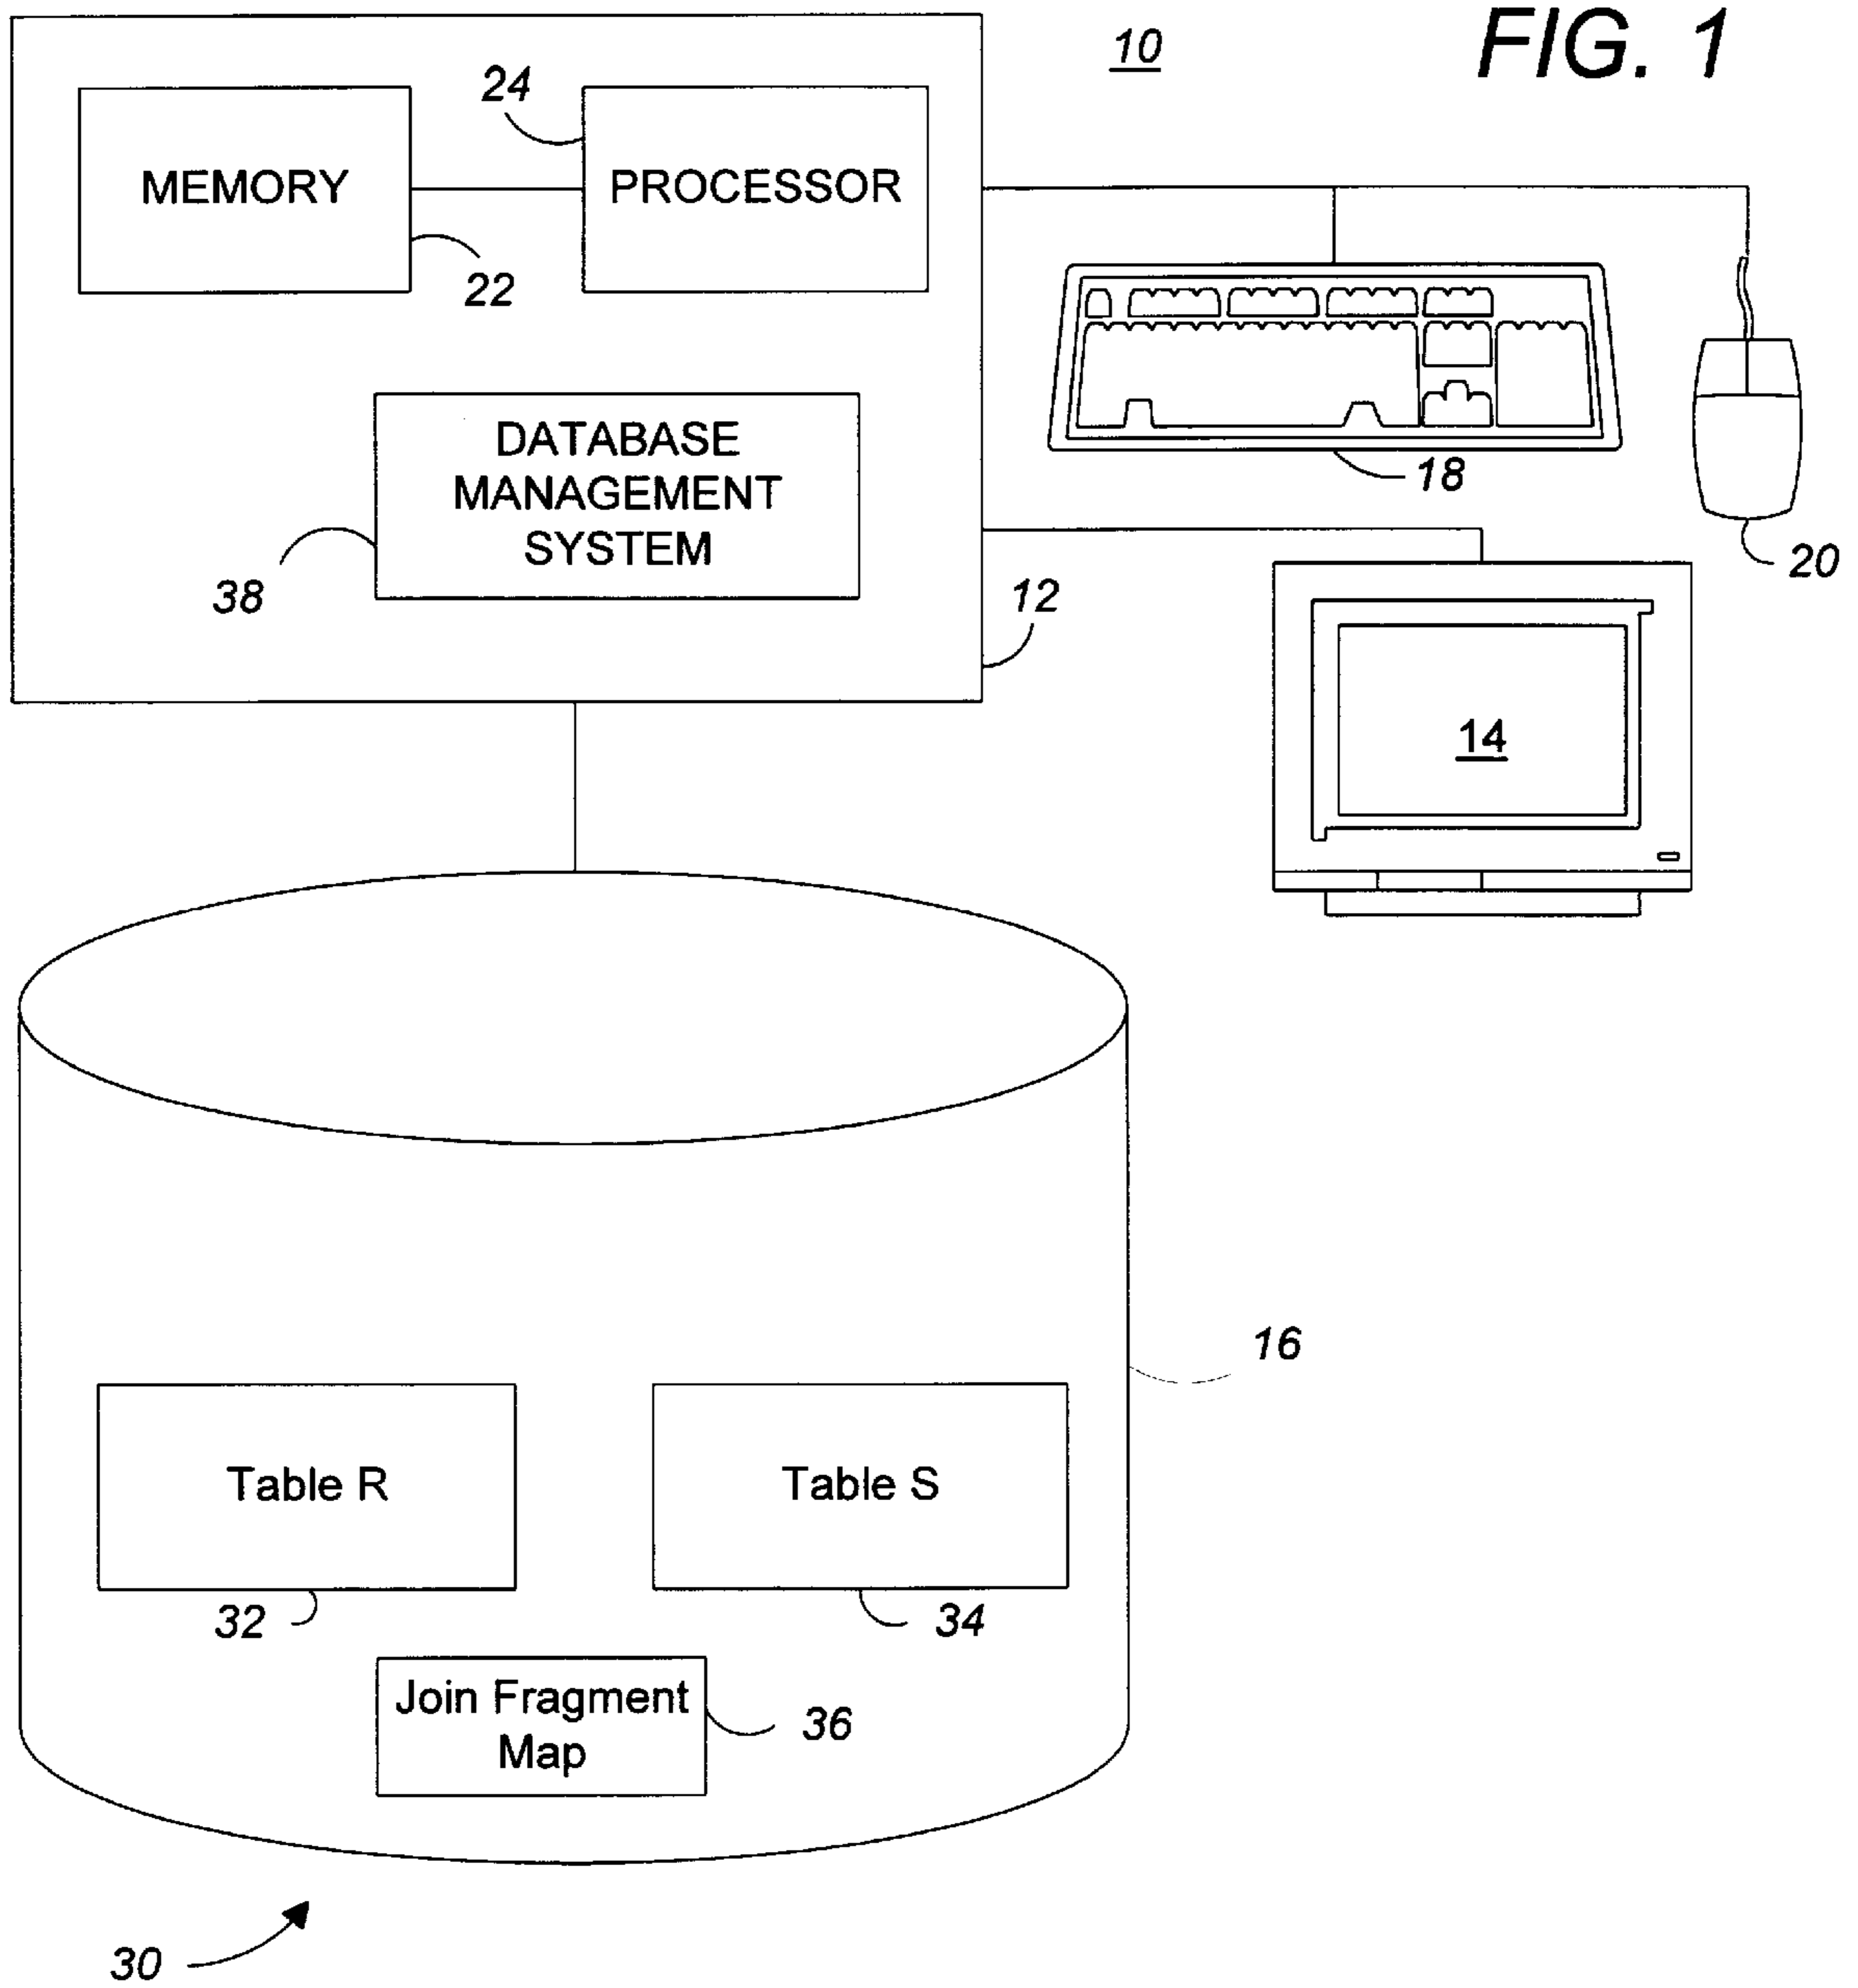 FIG. 1
10
24
MEMORY
PROCESSOR
22
DATABASE
MANAGEMENT
SYSTEM
18
20
38
12
14
16
Table R
Table S
32
34
Join Fragment
Map
36
30